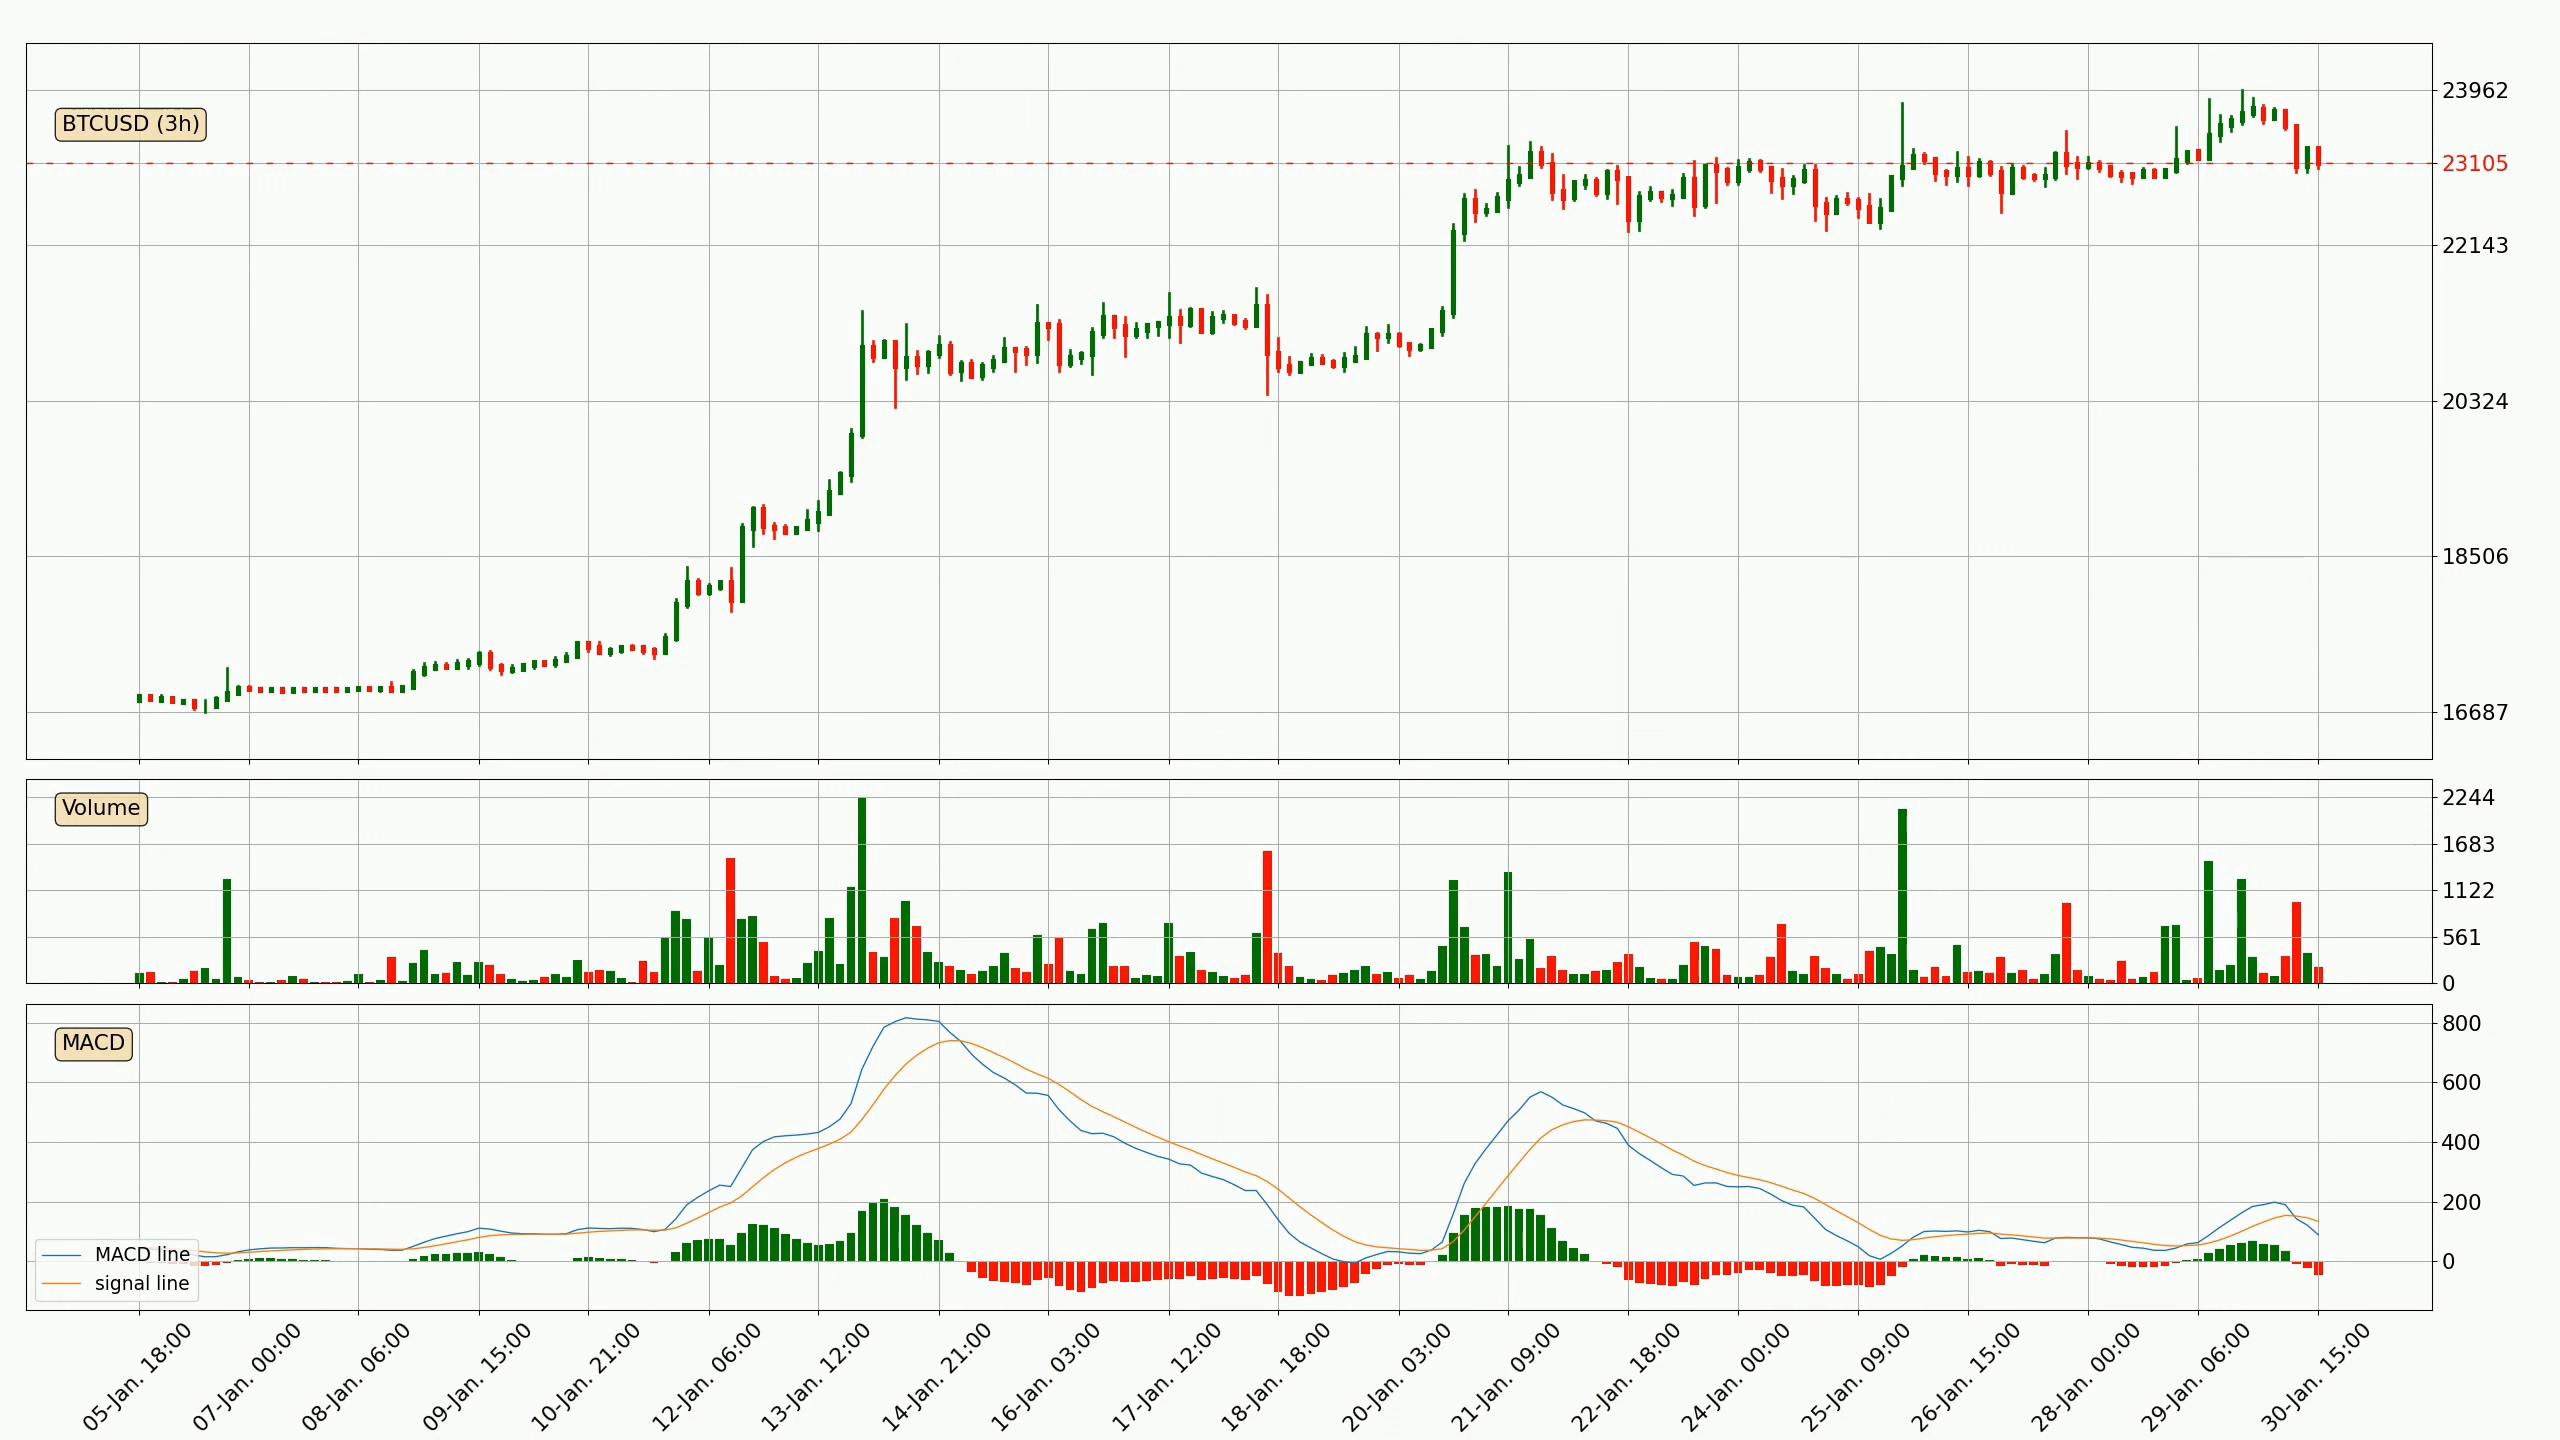 BTCUSD (3h)
23962
23105
22143
20324
18506
16687
Volume
2244
1683
1122
561
0
MACD
800
600
400
200
0
MACD line
signal line
05-Jan. 18:00
07-Jan. 00:00
08-Jan. 06:00
09-Jan. 15:00
10-Jan. 21:00
12-Jan. 06:00
13-Jan. 12:00
14-Jan. 21:00
16-Jan. 03:00
17-Jan. 12:00
18-Jan. 18:00
20-Jan. 03:00
21-Jan. 09:00
22-Jan. 18:00
24-Jan. 00:00
25-Jan. 09:00
26-Jan. 15:00
28-Jan. 00:00
29-Jan. 06:00
30-Jan. 15:00